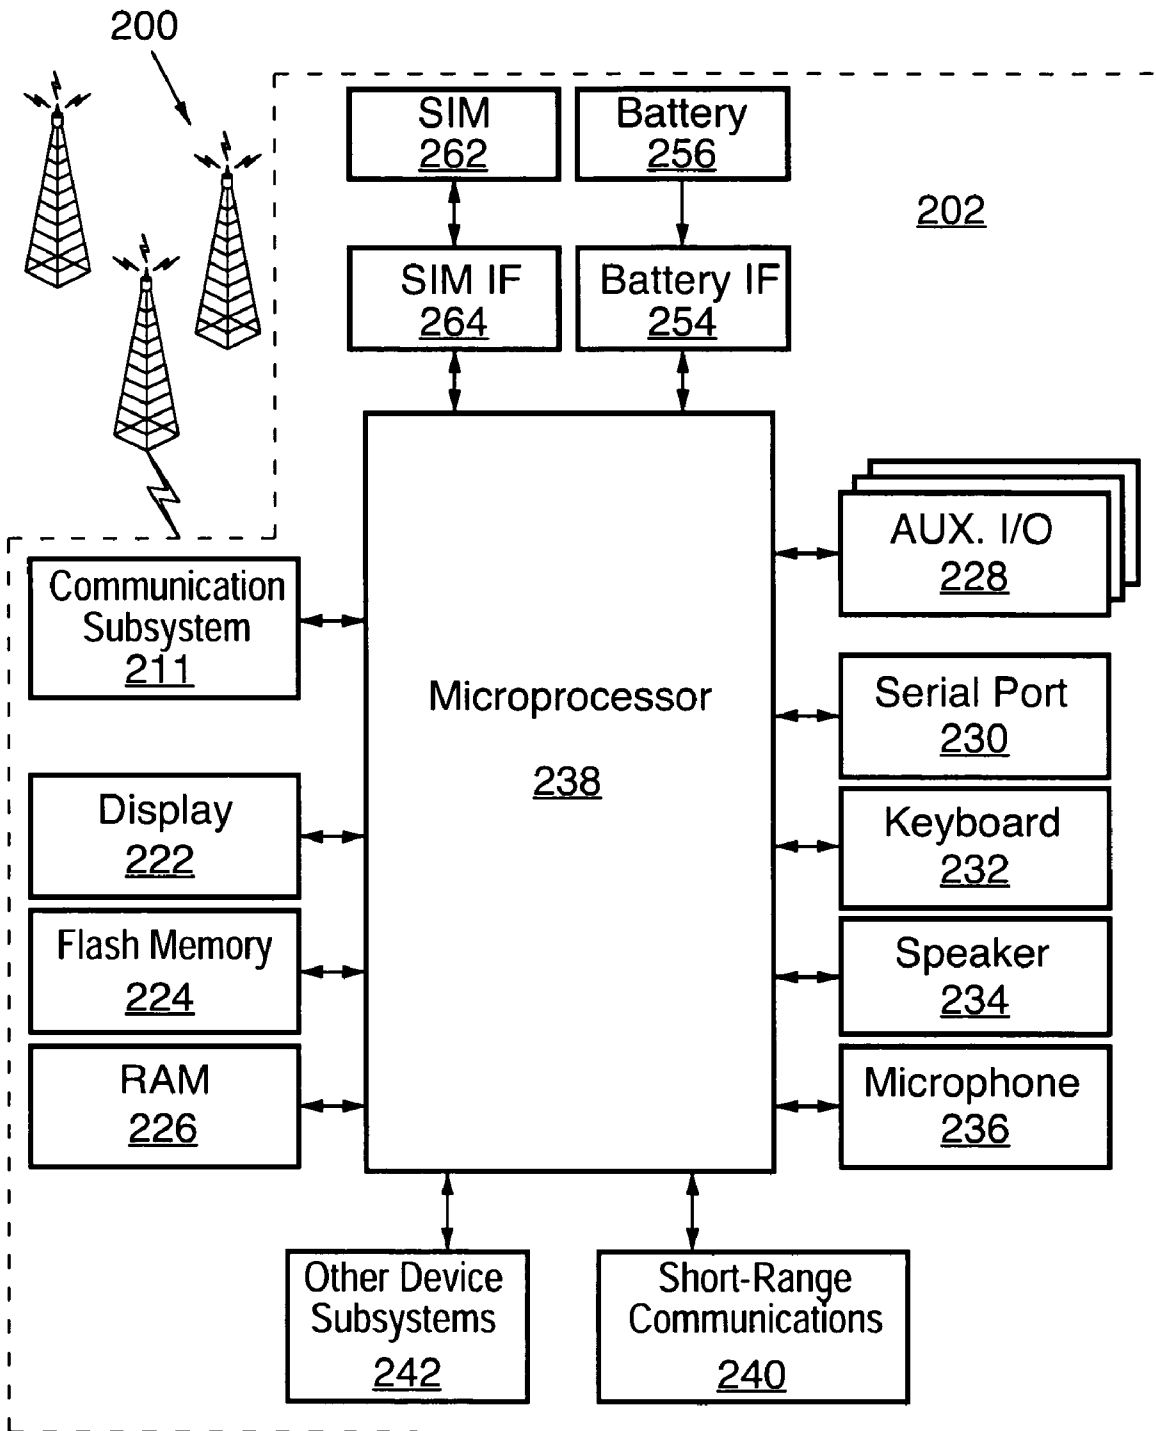 200
SIM
262
Battery
256
202
SIM IF
264
Battery IF
254
AUX. I/O
228
Communication
Subsystem
211
Microprocessor
238
Serial Port
230
Display
222
Keyboard
232
Flash Memory
224
Speaker
234
RAM
226
Microphone
236
Other Device
Subsystems
242
Short-Range
Communications
240